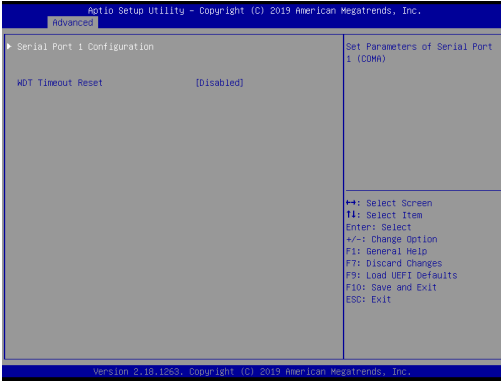 Aptio Setup Utility – Copyright (C) 2019 American Megatrends, Inc.
Advanced
Serial Port 1 Configuration
WDT Timeout Reset [Disabled]
Set Parameters of Serial Port
1 (COMA)
↔: Select Screen
↑↓: Select Item
Enter: Select
+/-: Change Option
F1: General Help
F7: Discard Changes
F9: Load UEFI Defaults
F10: Save and Exit
ESC: Exit
Version 2.18.1263. Copyright (C) 2019 American Megatrends, Inc.